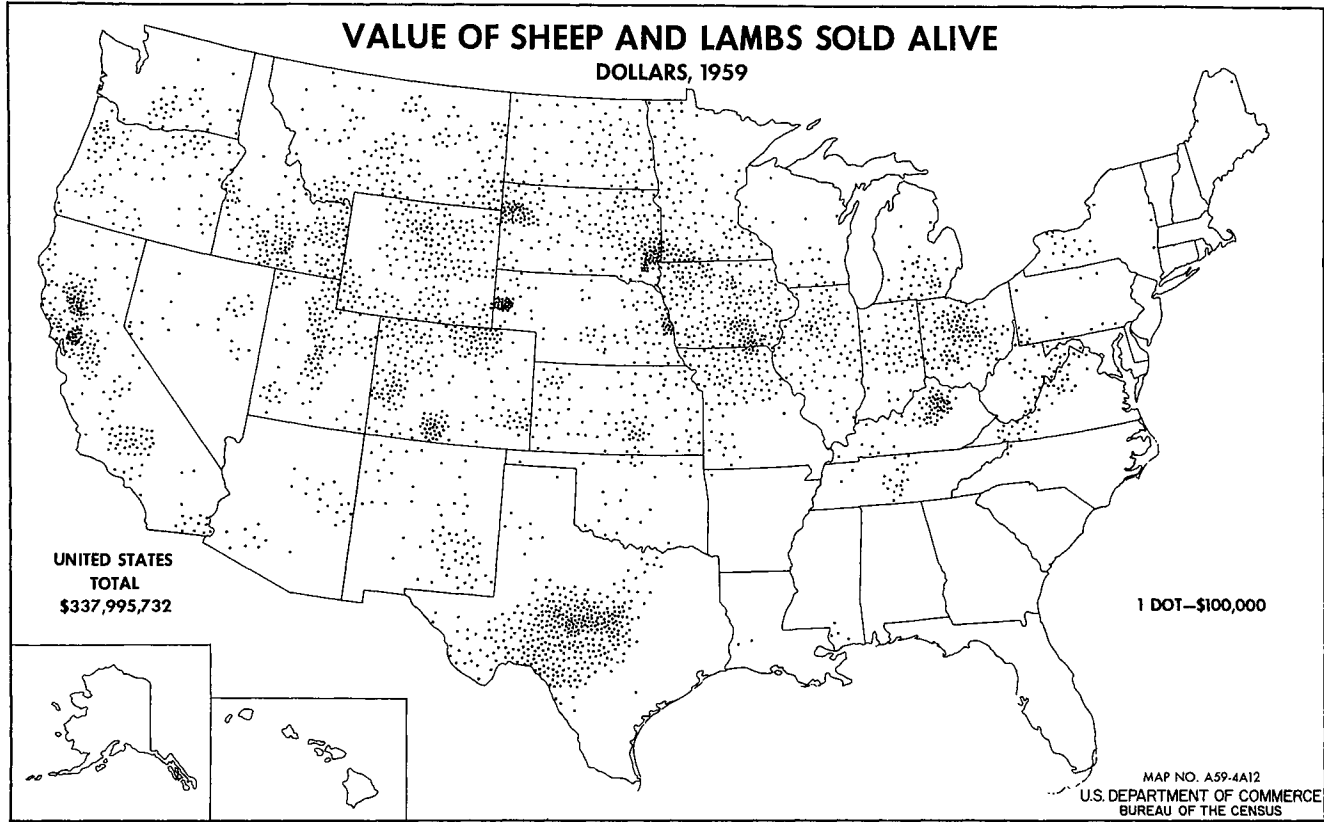 VALUE OF SHEEP AND LAMBS SOLD ALIVE
DOLLARS, 1959
UNITED STATES
TOTAL
$337,995,732
1 DOT—$100,000
MAP NO. A59-4A12
U.S. DEPARTMENT OF COMMERCE
BUREAU OF THE CENSUS